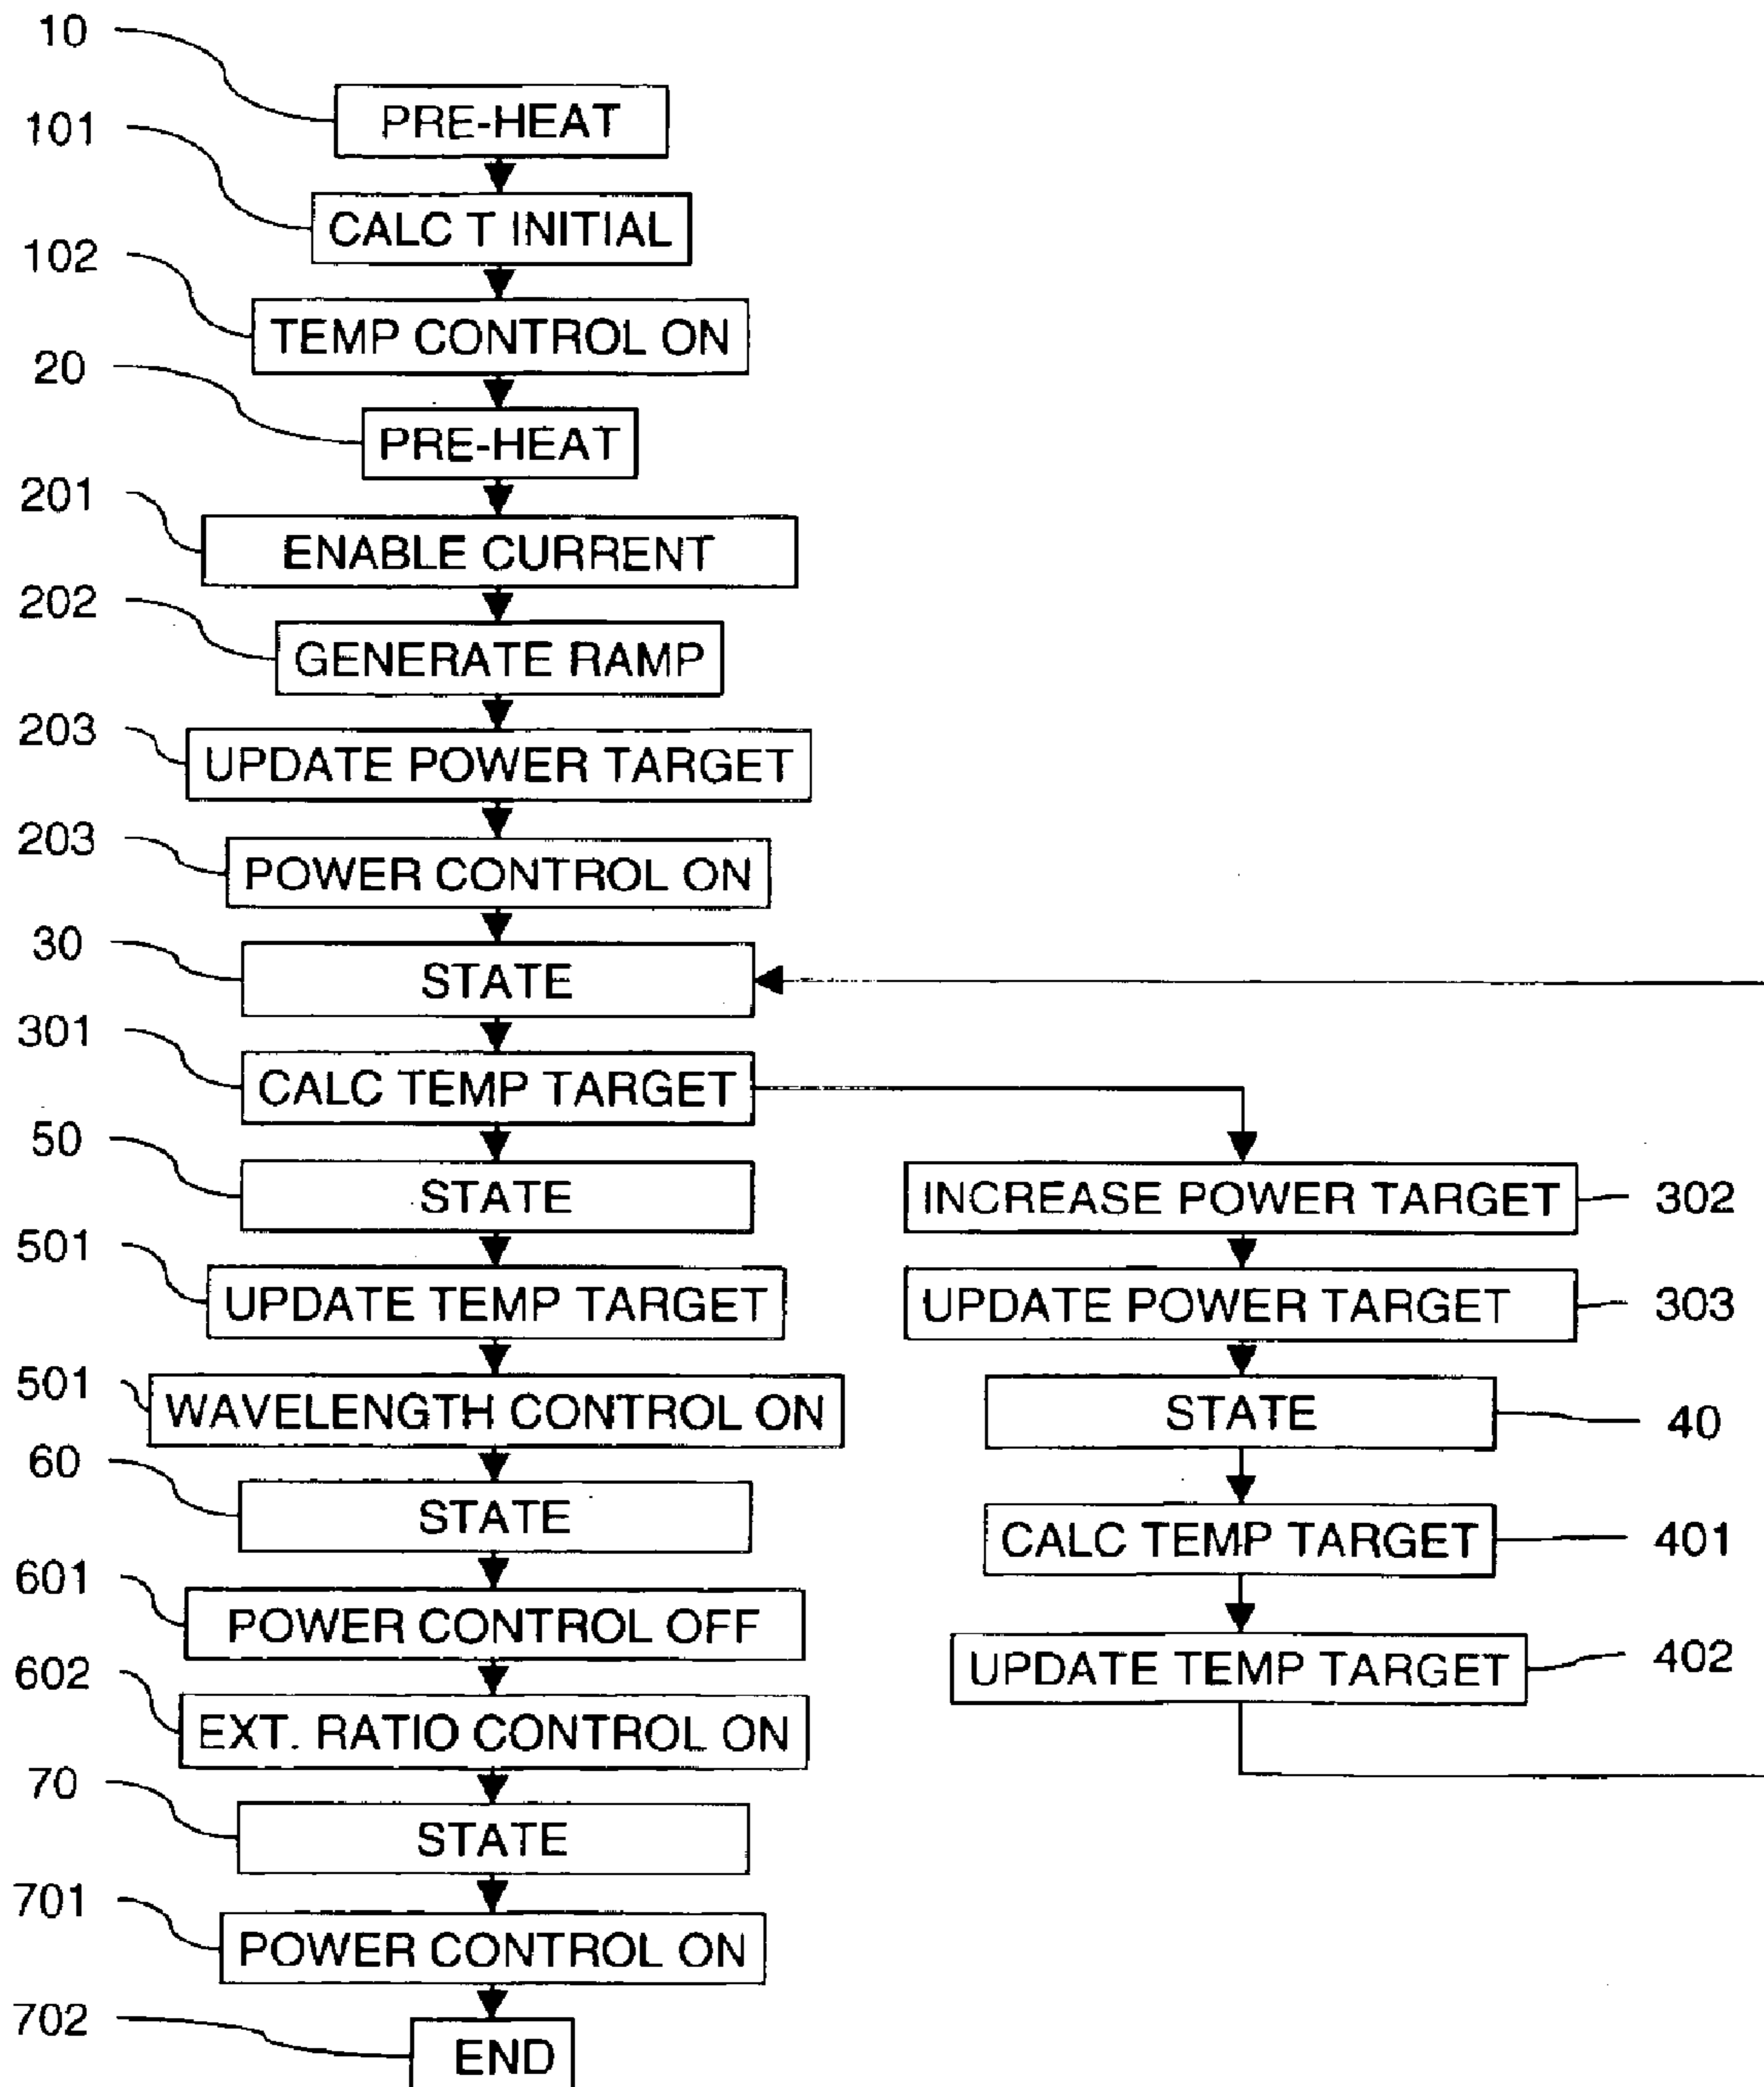 10
PRE-HEAT
101
CALC T INITIAL
102
TEMP CONTROL ON
20
PRE-HEAT
201
ENABLE CURRENT
202
GENERATE RAMP
203
UPDATE POWER TARGET
203
POWER CONTROL ON
30
STATE
301
CALC TEMP TARGET
50
STATE
INCREASE POWER TARGET
302
501
UPDATE TEMP TARGET
UPDATE POWER TARGET
303
501
WAVELENGTH CONTROL ON
STATE
40
60
STATE
CALC TEMP TARGET
401
601
POWER CONTROL OFF
UPDATE TEMP TARGET
402
602
EXT. RATIO CONTROL ON
70
STATE
701
POWER CONTROL ON
702
END